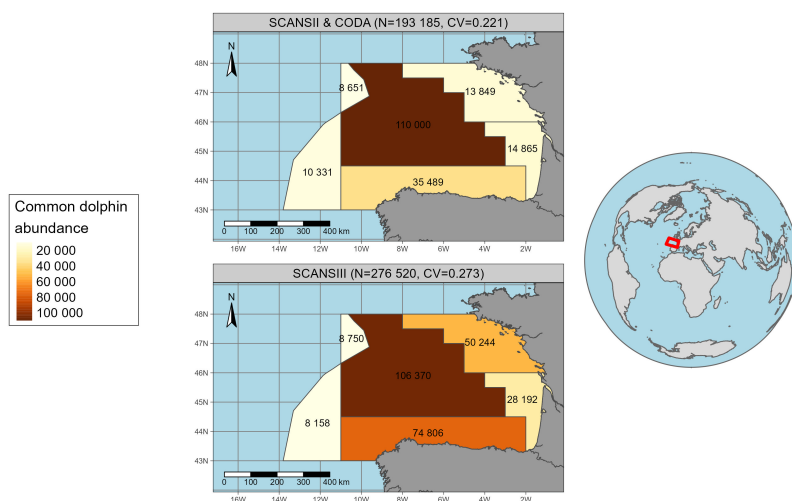 SCANSII & CODA (N=193 185, CV=0.221)
N
48N
47N
46N
45N
44N
43N
8 651
13 849
110 000
14 865
10 331
35 489
0 100 200 300 400 km
16W 14W 12W 10W 8W 6W 4W 2W
Common dolphin
abundance
20 000
40 000
60 000
80 000
100 000
SCANSIII (N=276 520, CV=0.273)
N
48N
47N
46N
45N
44N
43N
8 750
50 244
106 370
28 192
8 158
74 806
0 100 200 300 400 km
16W 14W 12W 10W 8W 6W 4W 2W